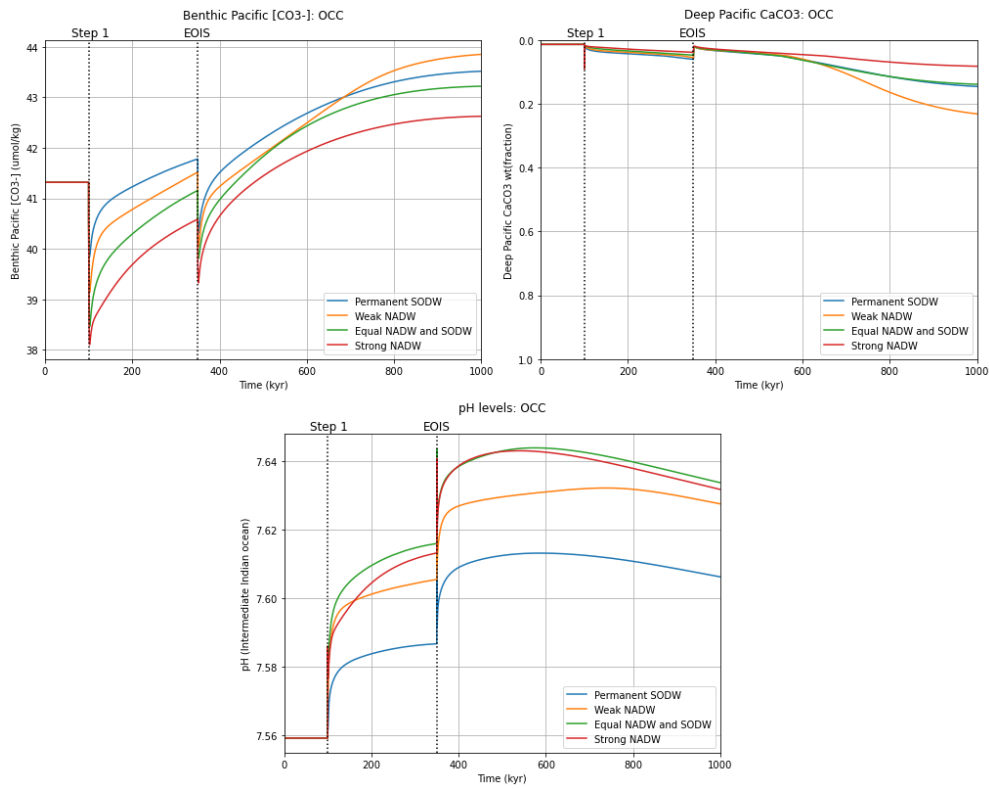 Benthic Pacific [CO3-]: OCC
Step 1
EOIS
44
43
42
41
40
39
38
Benthic Pacific [CO3-] (umol/kg)
0
200
400
600
800
1000
Time (kyr)
Permanent SODW
Weak NADW
Equal NADW and SODW
Strong NADW
Deep Pacific CaCO3: OCC
Step 1
EOIS
0.0
0.2
0.4
0.6
0.8
1.0
Deep Pacific CaCO3 wt(fraction)
0
200
400
600
800
1000
Time (kyr)
Permanent SODW
Weak NADW
Equal NADW and SODW
Strong NADW
pH levels: OCC
Step 1
EOIS
7.64
7.62
7.60
7.58
7.56
pH (Intermediate Indian ocean)
0
200
400
600
800
1000
Time (kyr)
Permanent SODW
Weak NADW
Equal NADW and SODW
Strong NADW